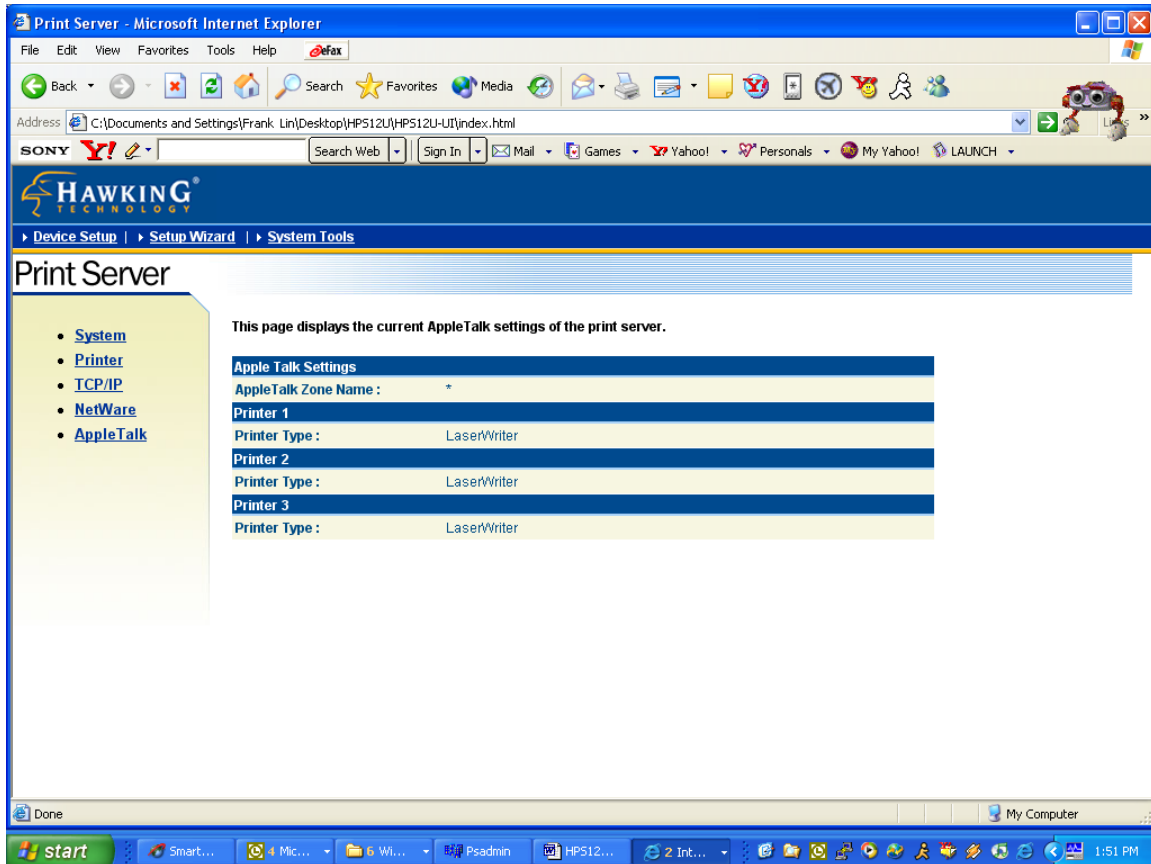 Print Server - Microsoft Internet Explorer
File Edit View Favorites Tools Help eFax
Back Search Favorites Media
Address C:\Documents and Settings\Frank Lin\Desktop\HPS12U\HPS12U-UI\index.html
SONY Y! Search Web Sign In Mail Games Yahoo! Personals My Yahoo! LAUNCH
HAWKING®
TECHNOLOGY
Device Setup | Setup Wizard | System Tools
Print Server
System
Printer
TCP/IP
NetWare
AppleTalk
This page displays the current AppleTalk settings of the print server.
Apple Talk Settings
AppleTalk Zone Name : *
Printer 1
Printer Type : LaserWriter
Printer 2
Printer Type : LaserWriter
Printer 3
Printer Type : LaserWriter
Done My Computer
start Smart... 4 Mic... 6 Wi... Psadmin HPS12... 2 Int... 1:51 PM